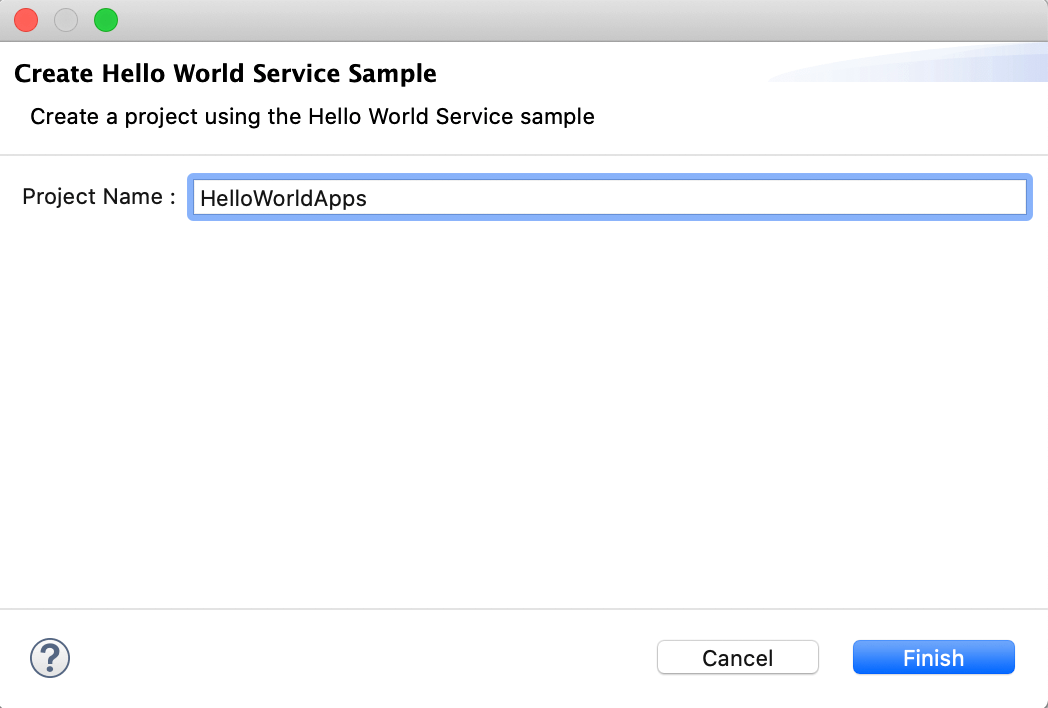 Create Hello World Service Sample
Create a project using the Hello World Service sample
Project Name : HelloWorldApps
? Cancel Finish